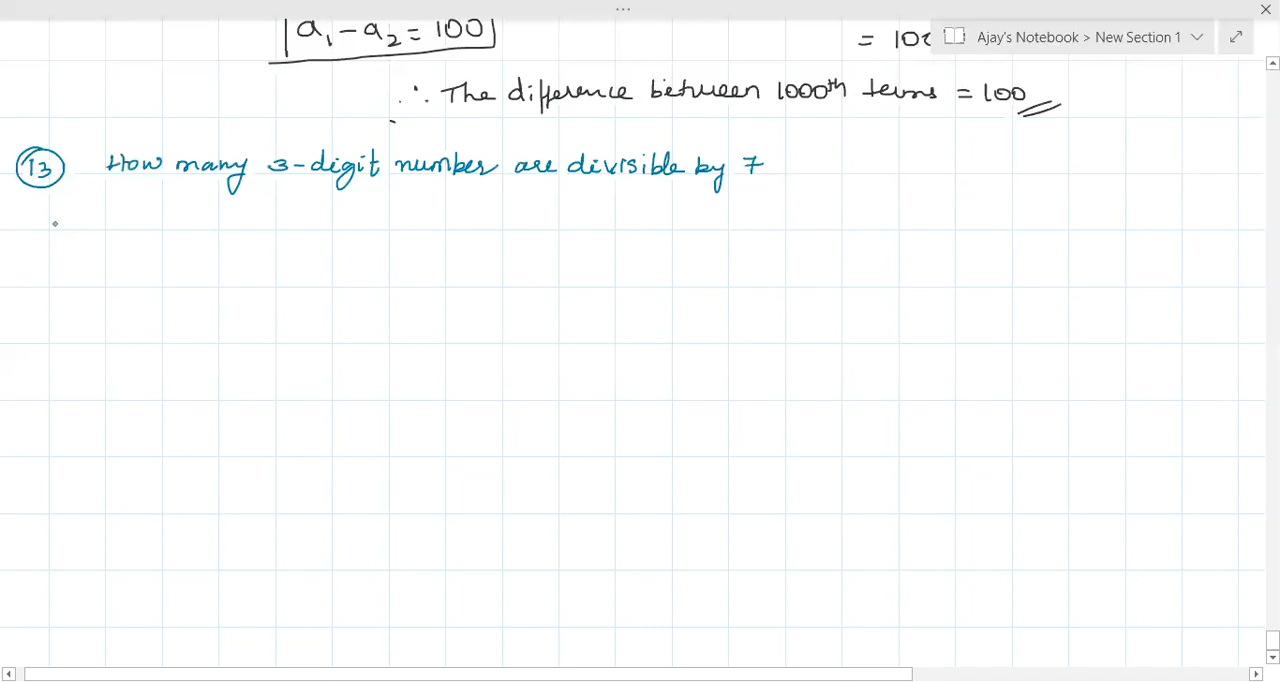 a₁ - a₂ = 100
= 100
Ajay's Notebook > New Section 1
∴ The difference between 1000th terms = 100
13 How many 3-digit number are divisible by 7